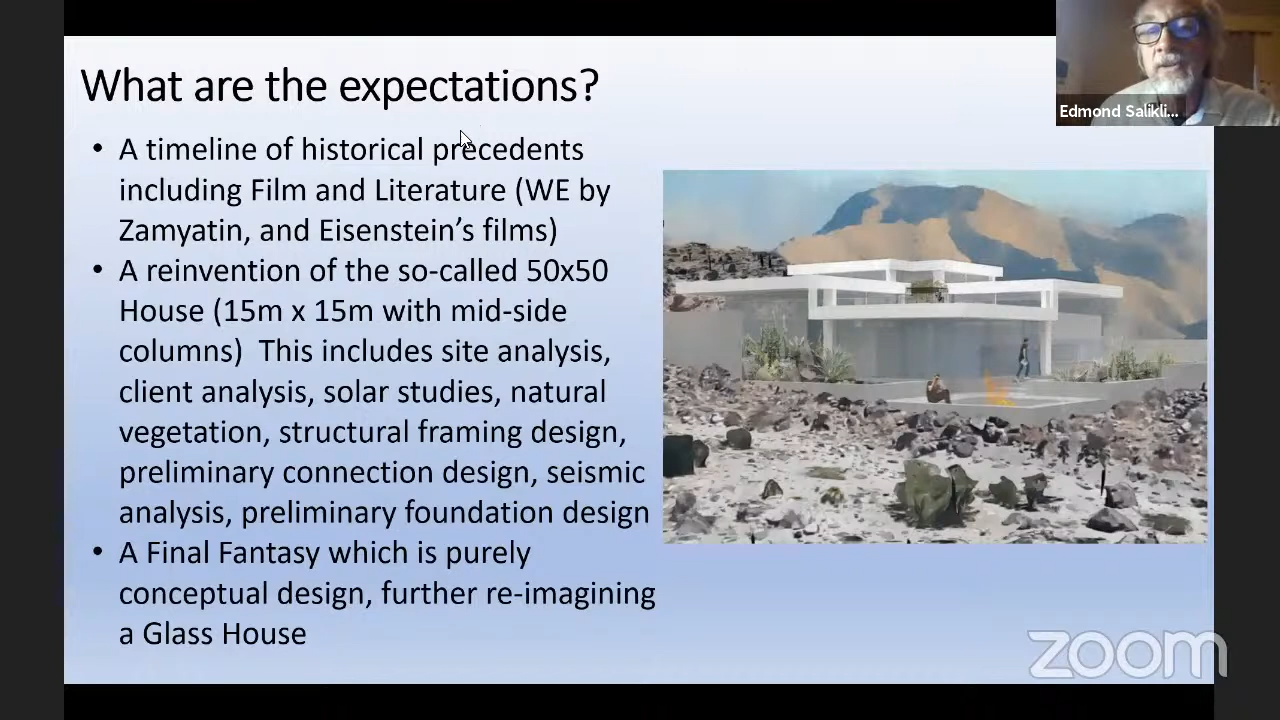 What are the expectations?
• A timeline of historical precedents
including Film and Literature (WE by
Zamyatin, and Eisenstein’s films)
• A reinvention of the so-called 50x50
House (15m x 15m with mid-side
columns)  This includes site analysis,
client analysis, solar studies, natural
vegetation, structural framing design,
preliminary connection design, seismic
analysis, preliminary foundation design
• A Final Fantasy which is purely
conceptual design, further re-imagining
a Glass House
Edmond Salikli...
zoom